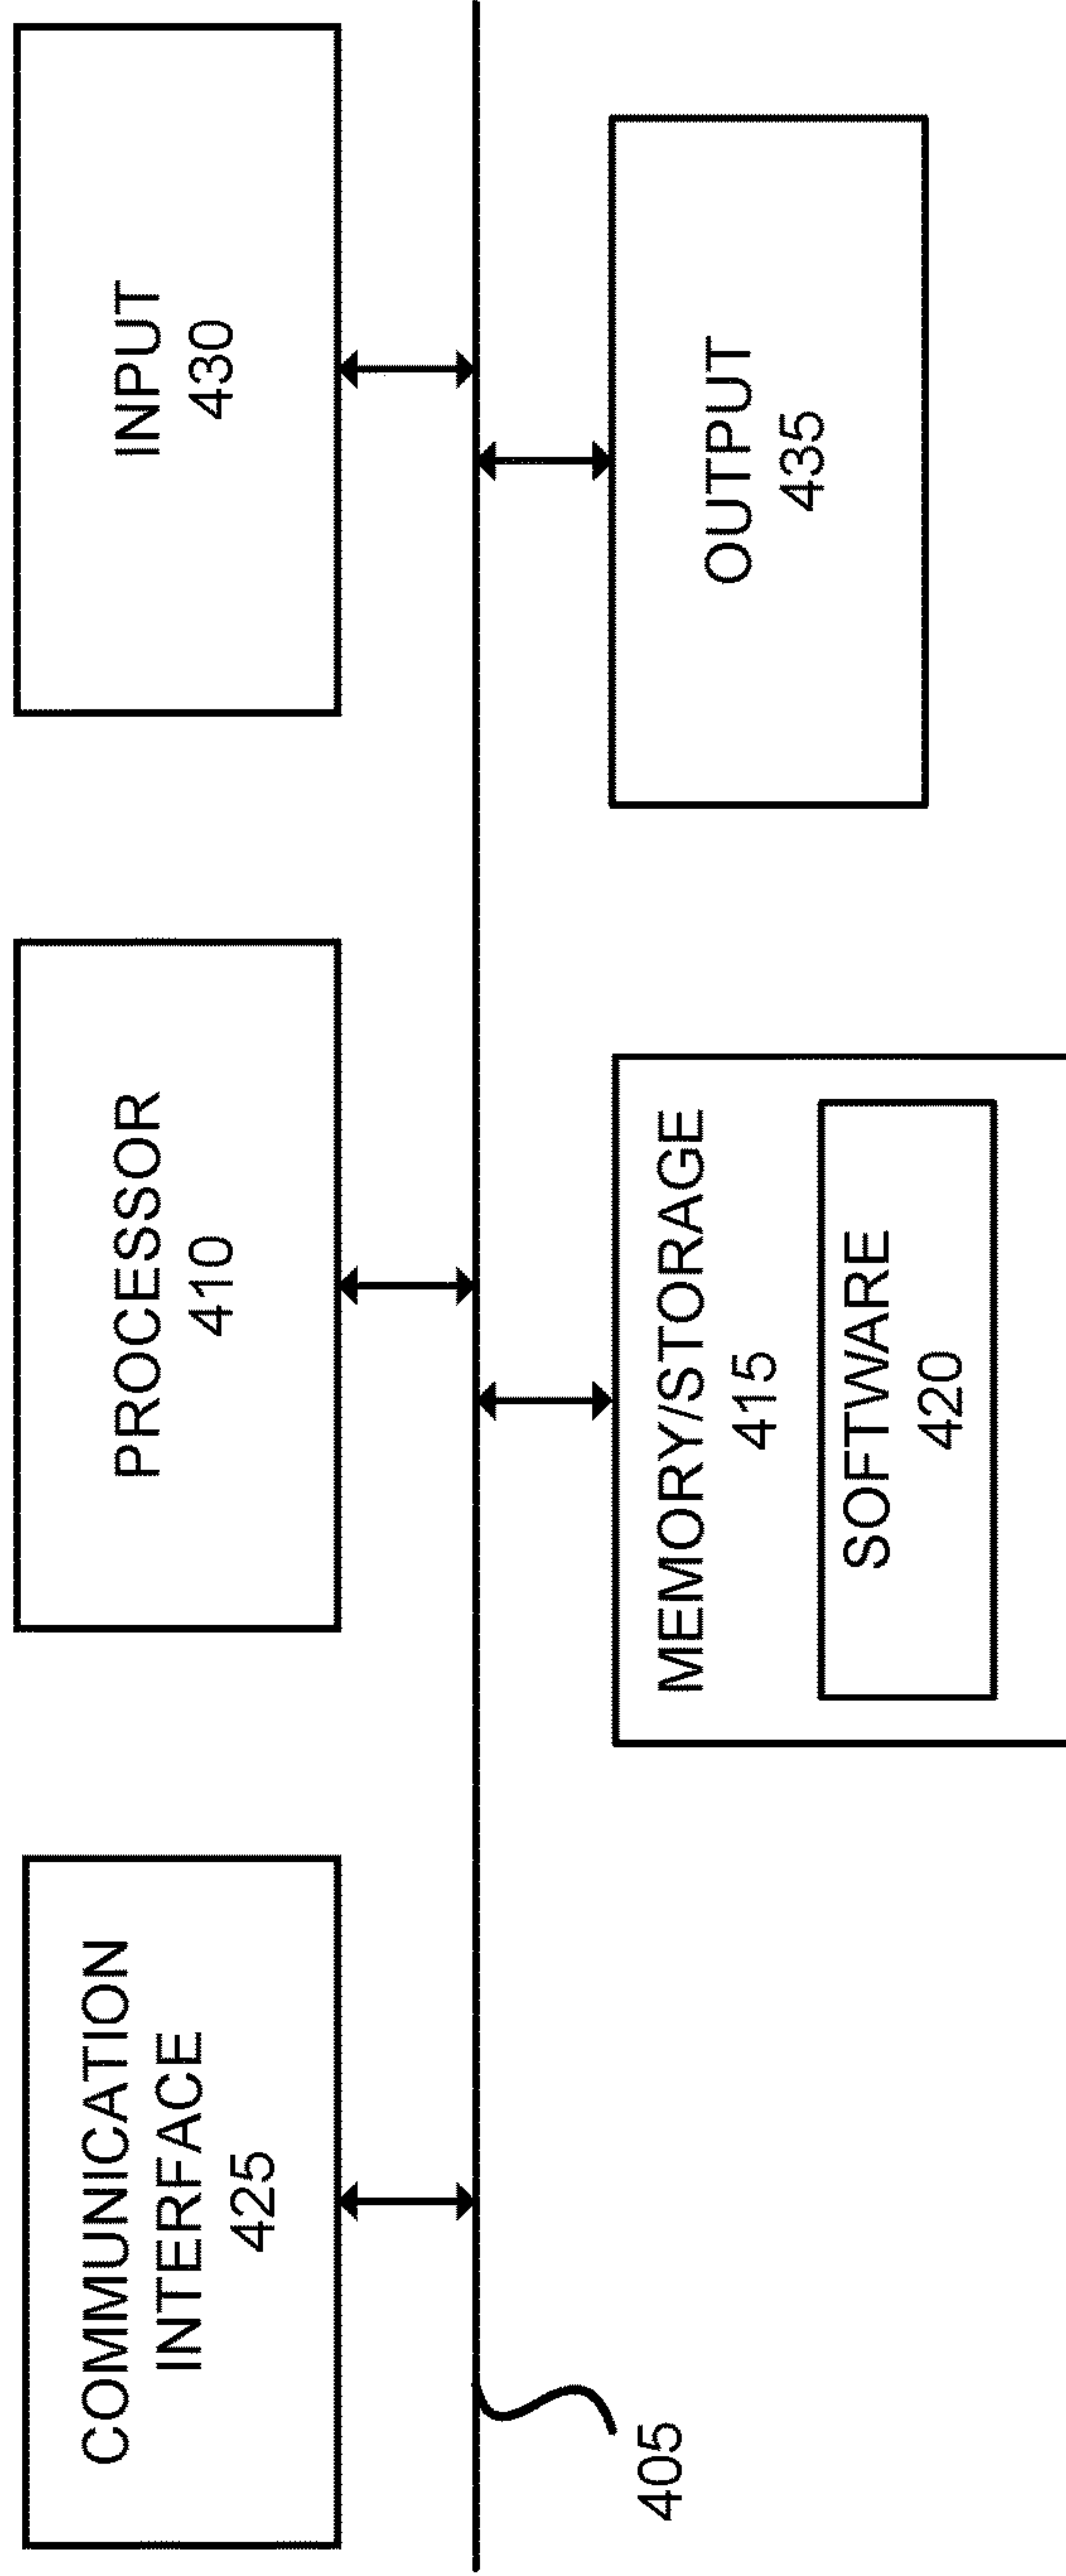 COMMUNICATION
INTERFACE
425
PROCESSOR
410
INPUT
430
405
MEMORY/STORAGE
415
SOFTWARE
420
OUTPUT
435